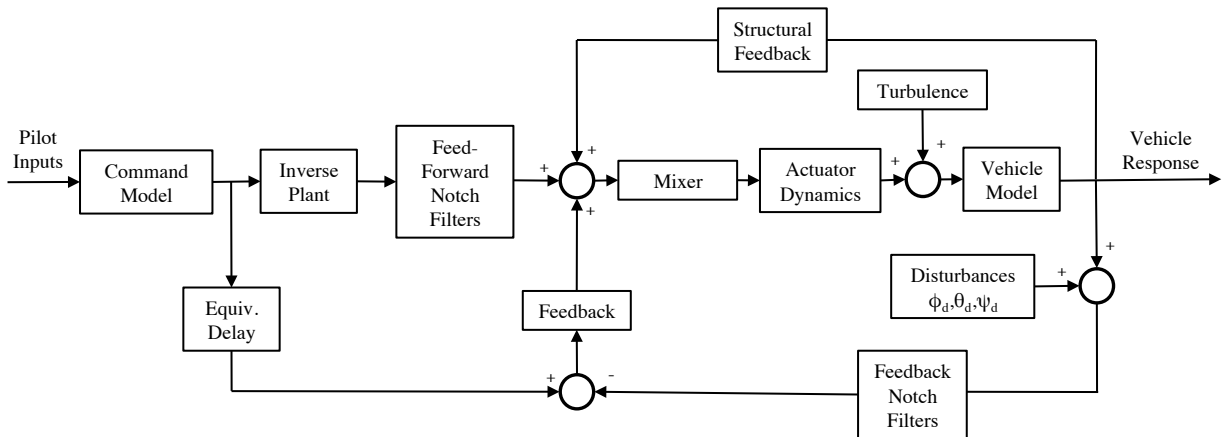 Structural
Feedback
Turbulence
Pilot
Inputs
Command
Model
Inverse
Plant
Feed-
Forward
Notch
Filters
+
+
+
Mixer
Actuator
Dynamics
+
+
Vehicle
Model
Vehicle
Response
Equiv.
Delay
Feedback
Disturbances
ϕd,θd,ψd
+
+
+
-
Feedback
Notch
Filters